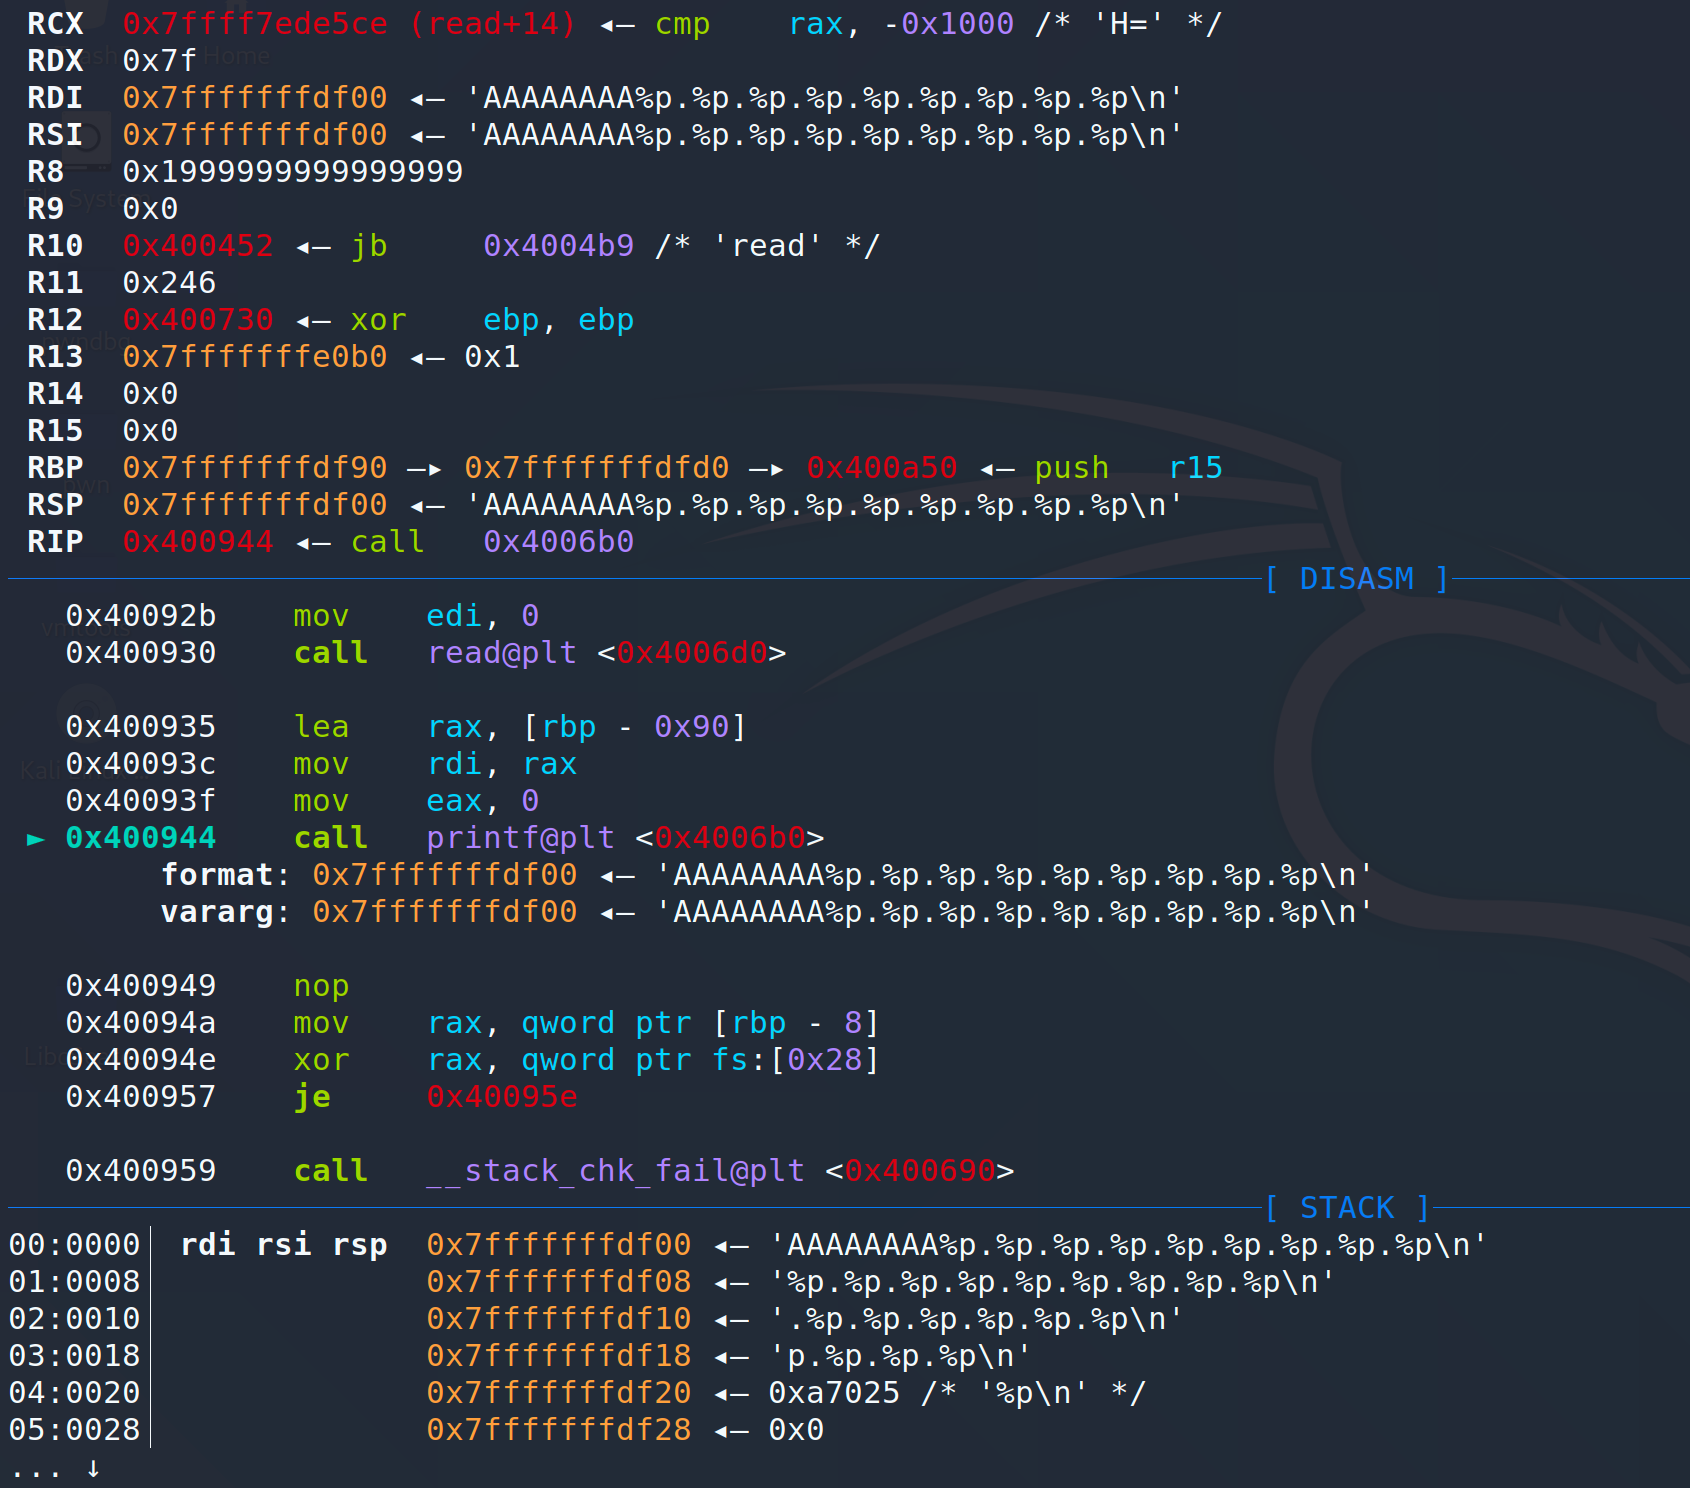 RCX 0x7ffff7ede5ce (read+14) ◂— cmp rax, -0x1000 /* 'H=' */
RDX 0x7f
RDI 0x7fffffffdf00 ◂— 'AAAAAAAA%p.%p.%p.%p.%p.%p.%p.%p.%p\n'
RSI 0x7fffffffdf00 ◂— 'AAAAAAAA%p.%p.%p.%p.%p.%p.%p.%p.%p\n'
R8 0x1999999999999999
R9 0x0
R10 0x400452 ◂— jb 0x4004b9 /* 'read' */
R11 0x246
R12 0x400730 ◂— xor ebp, ebp
R13 0x7fffffffe0b0 ◂— 0x1
R14 0x0
R15 0x0
RBP 0x7fffffffdf90 —▸ 0x7fffffffdfd0 —▸ 0x400a50 ◂— push r15
RSP 0x7fffffffdf00 ◂— 'AAAAAAAA%p.%p.%p.%p.%p.%p.%p.%p.%p\n'
RIP 0x400944 ◂— call 0x4006b0
[ DISASM ]
0x40092b mov edi, 0
0x400930 call read@plt <0x4006d0>
0x400935 lea rax, [rbp - 0x90]
0x40093c mov rdi, rax
0x40093f mov eax, 0
► 0x400944 call printf@plt <0x4006b0>
format: 0x7fffffffdf00 ◂— 'AAAAAAAA%p.%p.%p.%p.%p.%p.%p.%p.%p\n'
vararg: 0x7fffffffdf00 ◂— 'AAAAAAAA%p.%p.%p.%p.%p.%p.%p.%p.%p\n'
0x400949 nop
0x40094a mov rax, qword ptr [rbp - 8]
0x40094e xor rax, qword ptr fs:[0x28]
0x400957 je 0x40095e
0x400959 call __stack_chk_fail@plt <0x400690>
[ STACK ]
00:0000│ rdi rsi rsp 0x7fffffffdf00 ◂— 'AAAAAAAA%p.%p.%p.%p.%p.%p.%p.%p.%p\n'
01:0008│ 0x7fffffffdf08 ◂— '%p.%p.%p.%p.%p.%p.%p.%p.%p\n'
02:0010│ 0x7fffffffdf10 ◂— '.%p.%p.%p.%p.%p.%p\n'
03:0018│ 0x7fffffffdf18 ◂— 'p.%p.%p.%p\n'
04:0020│ 0x7fffffffdf20 ◂— 0xa7025 /* '%p\n' */
05:0028│ 0x7fffffffdf28 ◂— 0x0
... ↓
Home
File System
pwndbg
pwn
vmtools